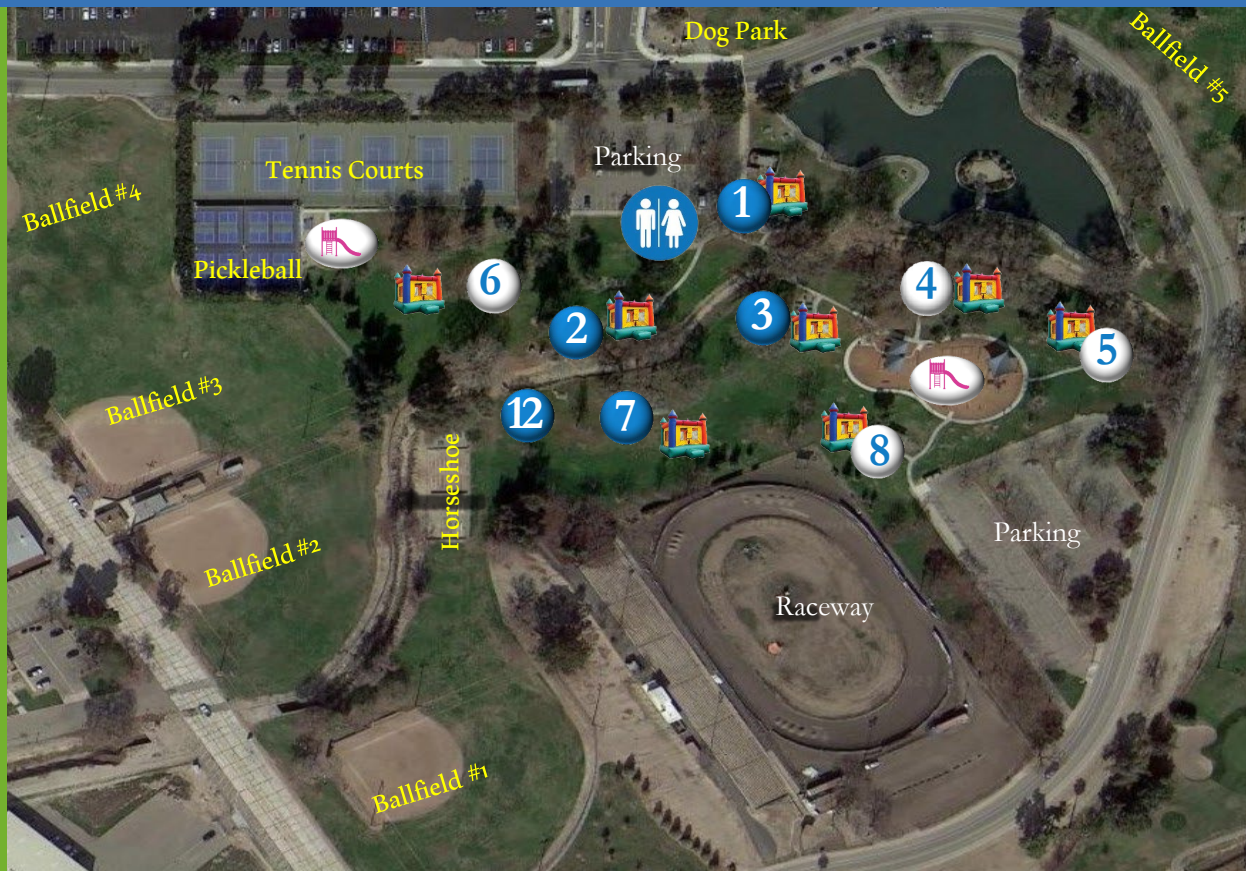 Dog Park
Ballfield #5
Parking
Tennis Courts
Ballfield #4
1
Pickleball
6
4
2
3
5
Ballfield #3
12
7
8
Horseshoe
Ballfield #2
Parking
Raceway
Ballfield #1